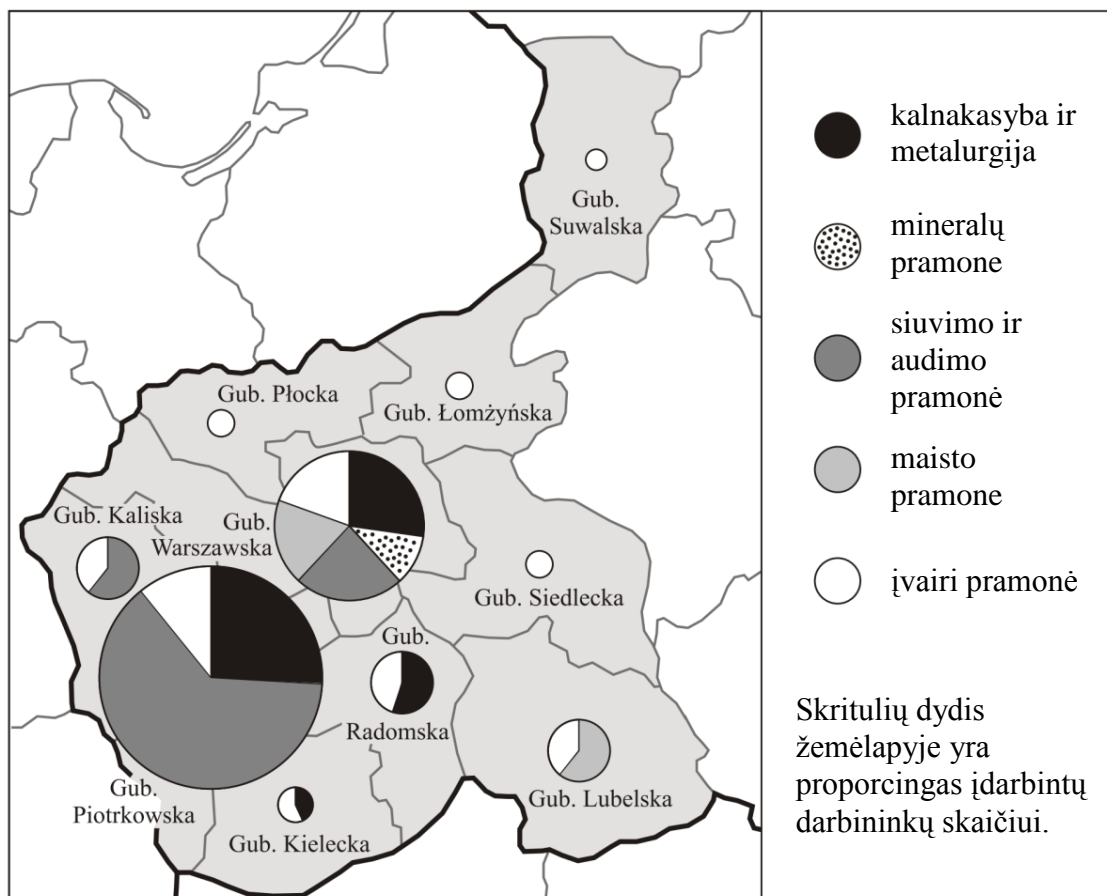 Gub.
Suwalska
Gub. Płocka
Gub. Łomżyńska
Gub. Kaliska
Gub.
Warszawska
Gub. Siedlecka
Gub.
Radomska
Gub.
Piotrkowska
Gub. Kielecka
Gub. Lubelska
kalnakasyba ir
metalurgija
mineralų
pramone
siuvimo ir
audimo
pramonė
maisto
pramone
įvairi pramonė
Skritulių dydis
žemėlapyje yra
proporcingas įdarbintų
darbininkų skaičiui.